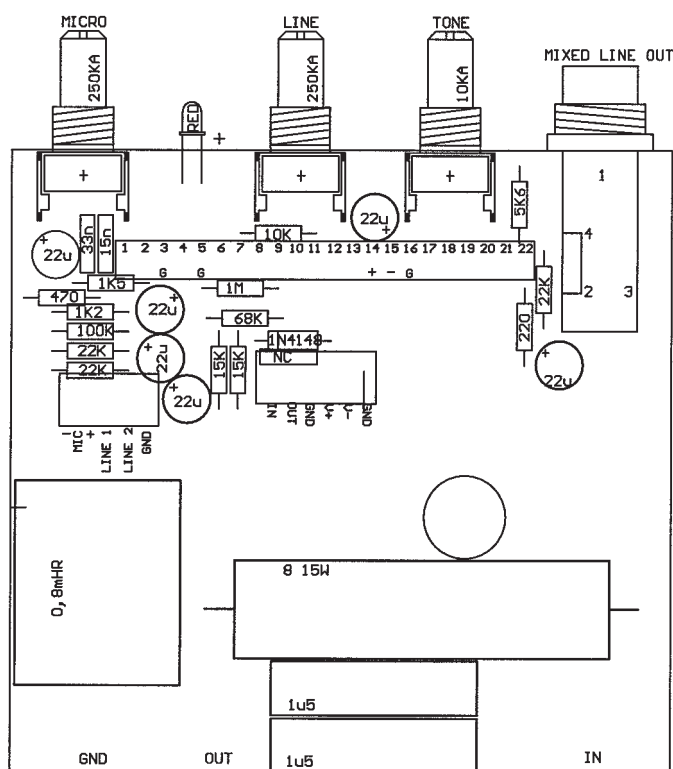 MICRO LINE TONE
MIXED LINE OUT
250KA 250KA 10KA
RED
+
+ + +
1
5K6
33n 15n
+
22u
10K
22u
+
4
1 2 3 4 5 6 7 8 9 10 11 12 13 14 15 16 17 18 19 20 21 22
G G + - G
1K5
1M
22K
470
2 3
1K2
+
22u
68K
220
100K
1N4148
22K
+
22u
15K 15K
NC
+
22u
22K
+
22u
- MIC + LINE 1 LINE 2 GND
IN OUT GND V+ V- GND
0,8mHR
8 15W
1u5
GND OUT 1u5 IN